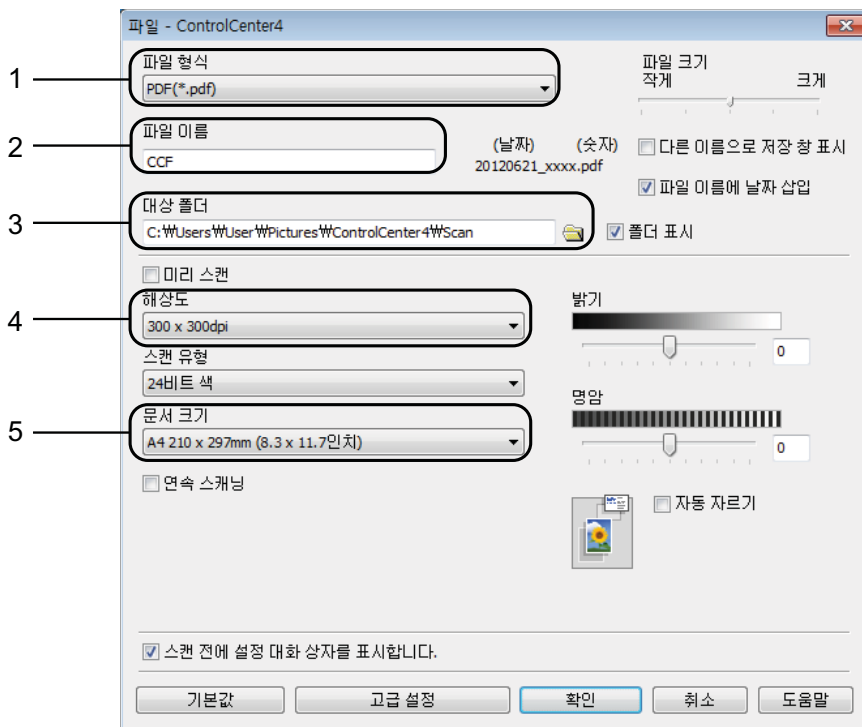 파일 - ControlCenter4
1
파일 형식
PDF(*.pdf)
파일 크기
작게 크게
2
파일 이름
CCF
(날짜) (숫자)
20120621_xxxx.pdf
다른 이름으로 저장 창 표시
파일 이름에 날짜 삽입
3
대상 폴더
C:₩Users₩User₩Pictures₩ControlCenter4₩Scan
폴더 표시
미리 스캔
4
해상도
300 x 300dpi
밝기
0
스캔 유형
24비트 색
명암
0
5
문서 크기
A4 210 x 297mm (8.3 x 11.7인치)
연속 스캐닝
자동 자르기
스캔 전에 설정 대화 상자를 표시합니다.
기본값 고급 설정 확인 취소 도움말